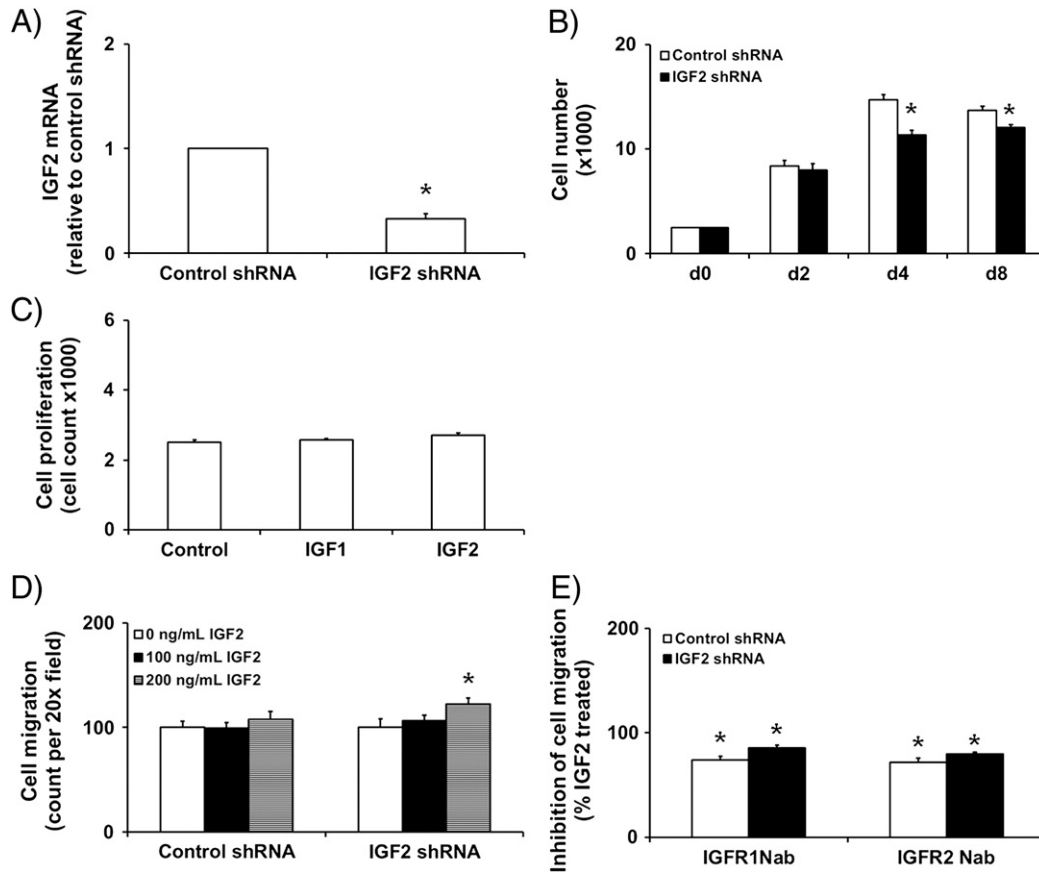 A)
IGF2 mRNA
(relative to control shRNA)
2
1
0
*
Control shRNA
IGF2 shRNA
B)
Cell number
(x1000)
20
10
0
Control shRNA
IGF2 shRNA
*
*
d0
d2
d4
d8
C)
Cell proliferation
(cell count x1000)
6
4
2
0
Control
IGF1
IGF2
D)
Cell migration
(count per 20x field)
200
100
0
0 ng/mL IGF2
100 ng/mL IGF2
200 ng/mL IGF2
*
Control shRNA
IGF2 shRNA
E)
Inhibition of cell migration
(% IGF2 treated)
200
100
0
Control shRNA
IGF2 shRNA
*
*
*
*
IGFR1Nab
IGFR2 Nab